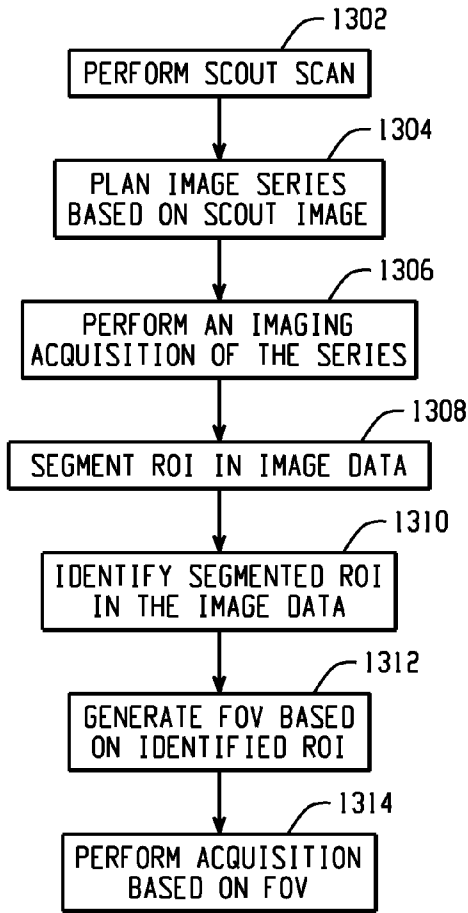 1302
PERFORM SCOUT SCAN
1304
PLAN IMAGE SERIES
BASED ON SCOUT IMAGE
1306
PERFORM AN IMAGING
ACQUISITION OF THE SERIES
1308
SEGMENT ROI IN IMAGE DATA
1310
IDENTIFY SEGMENTED ROI
IN THE IMAGE DATA
1312
GENERATE FOV BASED
ON IDENTIFIED ROI
1314
PERFORM ACQUISITION
BASED ON FOV